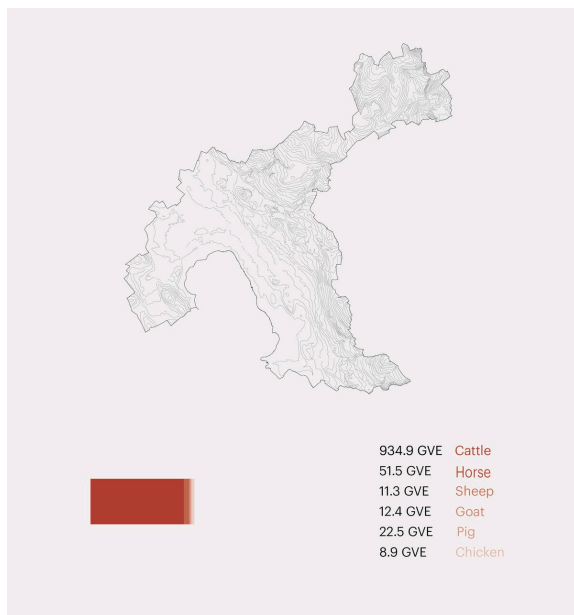 934.9 GVE Cattle
51.5 GVE Horse
11.3 GVE Sheep
12.4 GVE Goat
22.5 GVE Pig
8.9 GVE Chicken